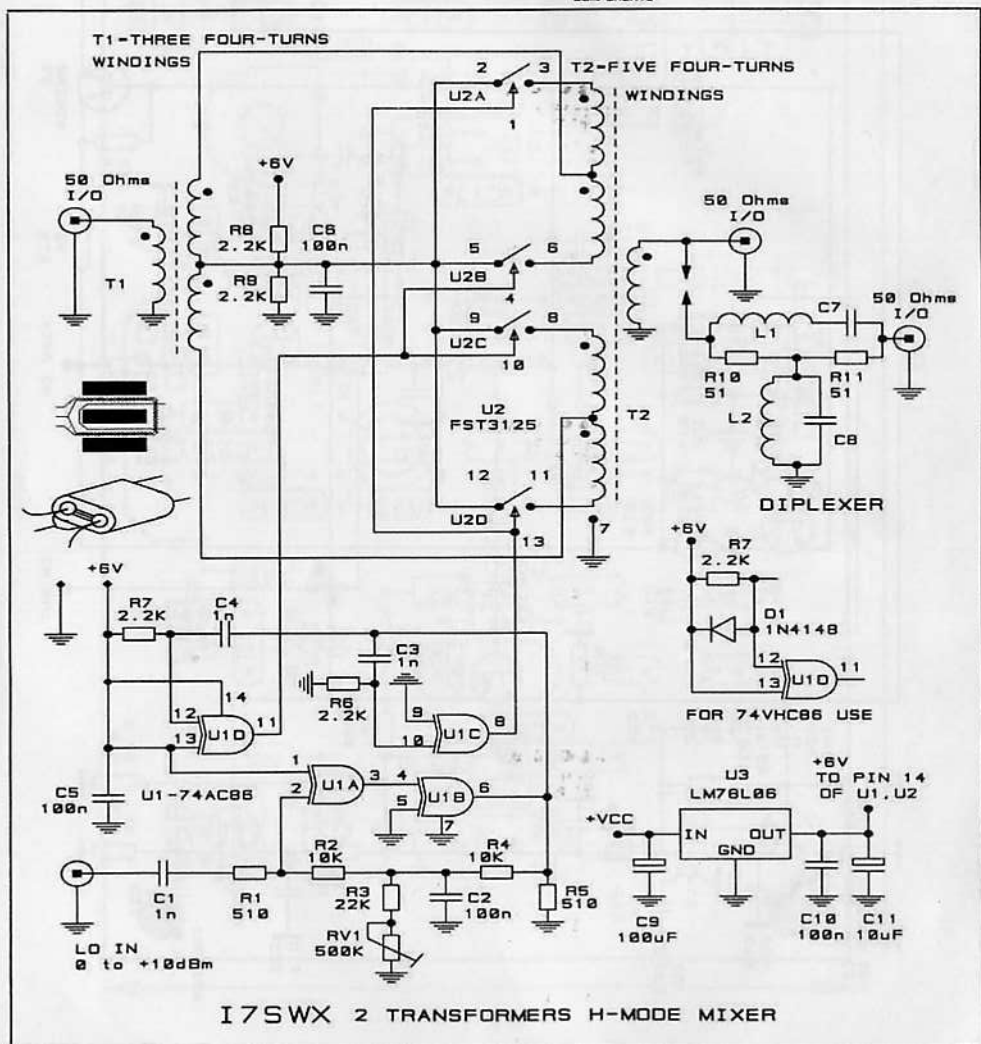 T1-THREE FOUR-TURNS
WINDINGS
2 3
T2-FIVE FOUR-TURNS
WINDINGS
U2A
1
+6V
50 Ohms
I/O
R8
2.2K
C6
100n
T1
R9
2.2K
5 6
U2B
4
9 8
U2C
10
U2
FST3125
T2
12 11
U2D
13
7
50 Ohms
I/O
50 Ohms
I/O
L1
C7
R10
51
R11
51
L2
C8
DIPLEXER
+6V
R7
2.2K
C4
1n
C3
1n
R6
2.2K
14
12
13
U1D
11
9
10
U1C
8
1
2
U1A
3
4
5
U1B
6
7
C5
100n
U1-74AC86
R2
10K
R4
10K
C1
1n
R1
510
R3
22K
C2
100n
R5
510
RV1
500K
LO IN
0 to +10dBm
+6V
R7
2.2K
D1
1N4148
12
13
U1D
11
FOR 74VHC86 USE
+6V
TO PIN 14
OF U1,U2
U3
LM78L06
+VCC
IN OUT
GND
C9
100uF
C10
100n
C11
10uF
I7SWX 2 TRANSFORMERS H-MODE MIXER